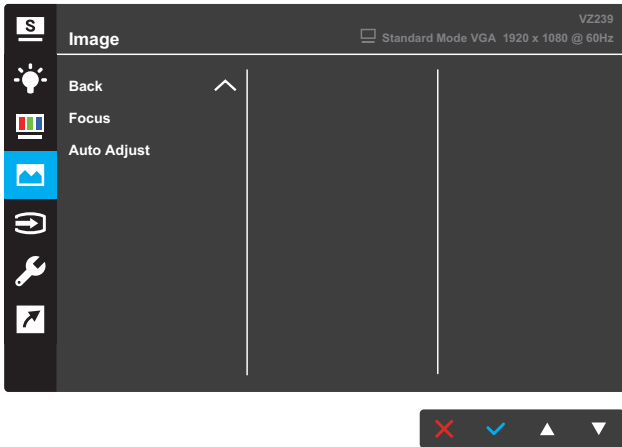 S
VZ239
Image
Standard Mode VGA 1920 x 1080 @ 60Hz
Back
Focus
Auto Adjust